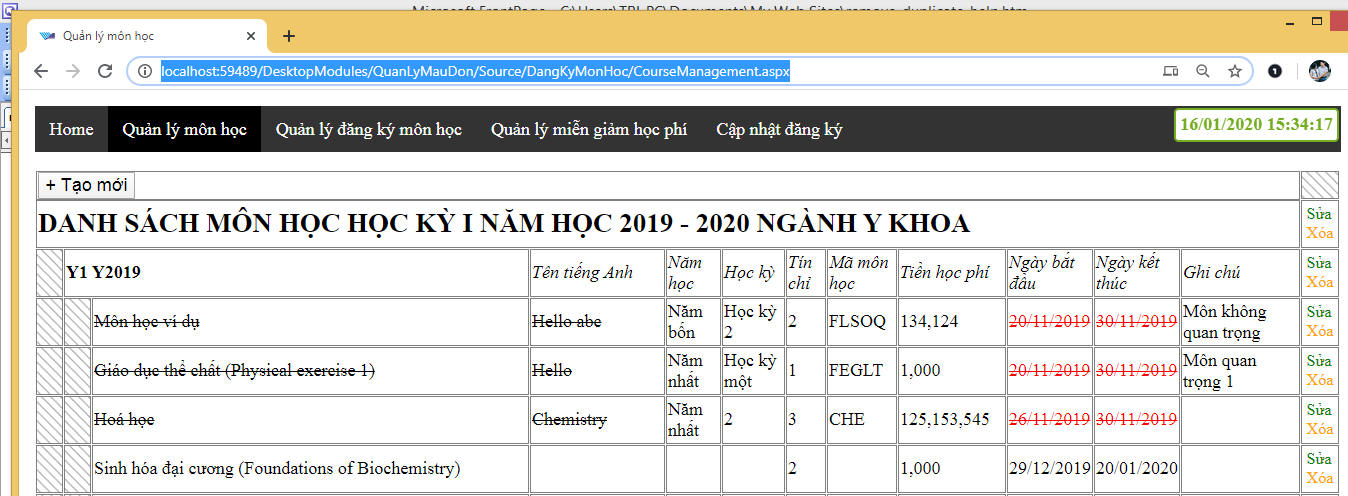 Microsoft FrontPage - C:\Users\TRI-PC\Documents\My Web Sites\remove_duplicate_help.htm
Quản lý môn học
localhost:59489/DesktopModules/QuanLyMauDon/Source/DangKyMonHoc/CourseManagement.aspx
Home Quản lý môn học Quản lý đăng ký môn học Quản lý miễn giảm học phí Cập nhật đăng ký 16/01/2020 15:34:17
+ Tạo mới
DANH SÁCH MÔN HỌC HỌC KỲ I NĂM HỌC 2019 - 2020 NGÀNH Y KHOA Sửa
Xóa
Y1 Y2019 Tên tiếng Anh Năm học Học kỳ Tín chỉ Mã môn học Tiền học phí Ngày bắt đầu Ngày kết thúc Ghi chú Sửa
Xóa
Môn học ví dụ Hello abc Năm bốn Học kỳ 2 2 FLSOQ 134,124 20/11/2019 30/11/2019 Môn không quan trọng Sửa
Xóa
Giáo dục thể chất (Physical exercise 1) Hello Năm nhất Học kỳ một 1 FEGLT 1,000 20/11/2019 30/11/2019 Môn quan trọng 1 Sửa
Xóa
Hoá học Chemistry Năm nhất 2 3 CHE 125,153,545 26/11/2019 30/11/2019 Sửa
Xóa
Sinh hóa đại cương (Foundations of Biochemistry) 2 1,000 29/12/2019 20/01/2020 Sửa
Xóa